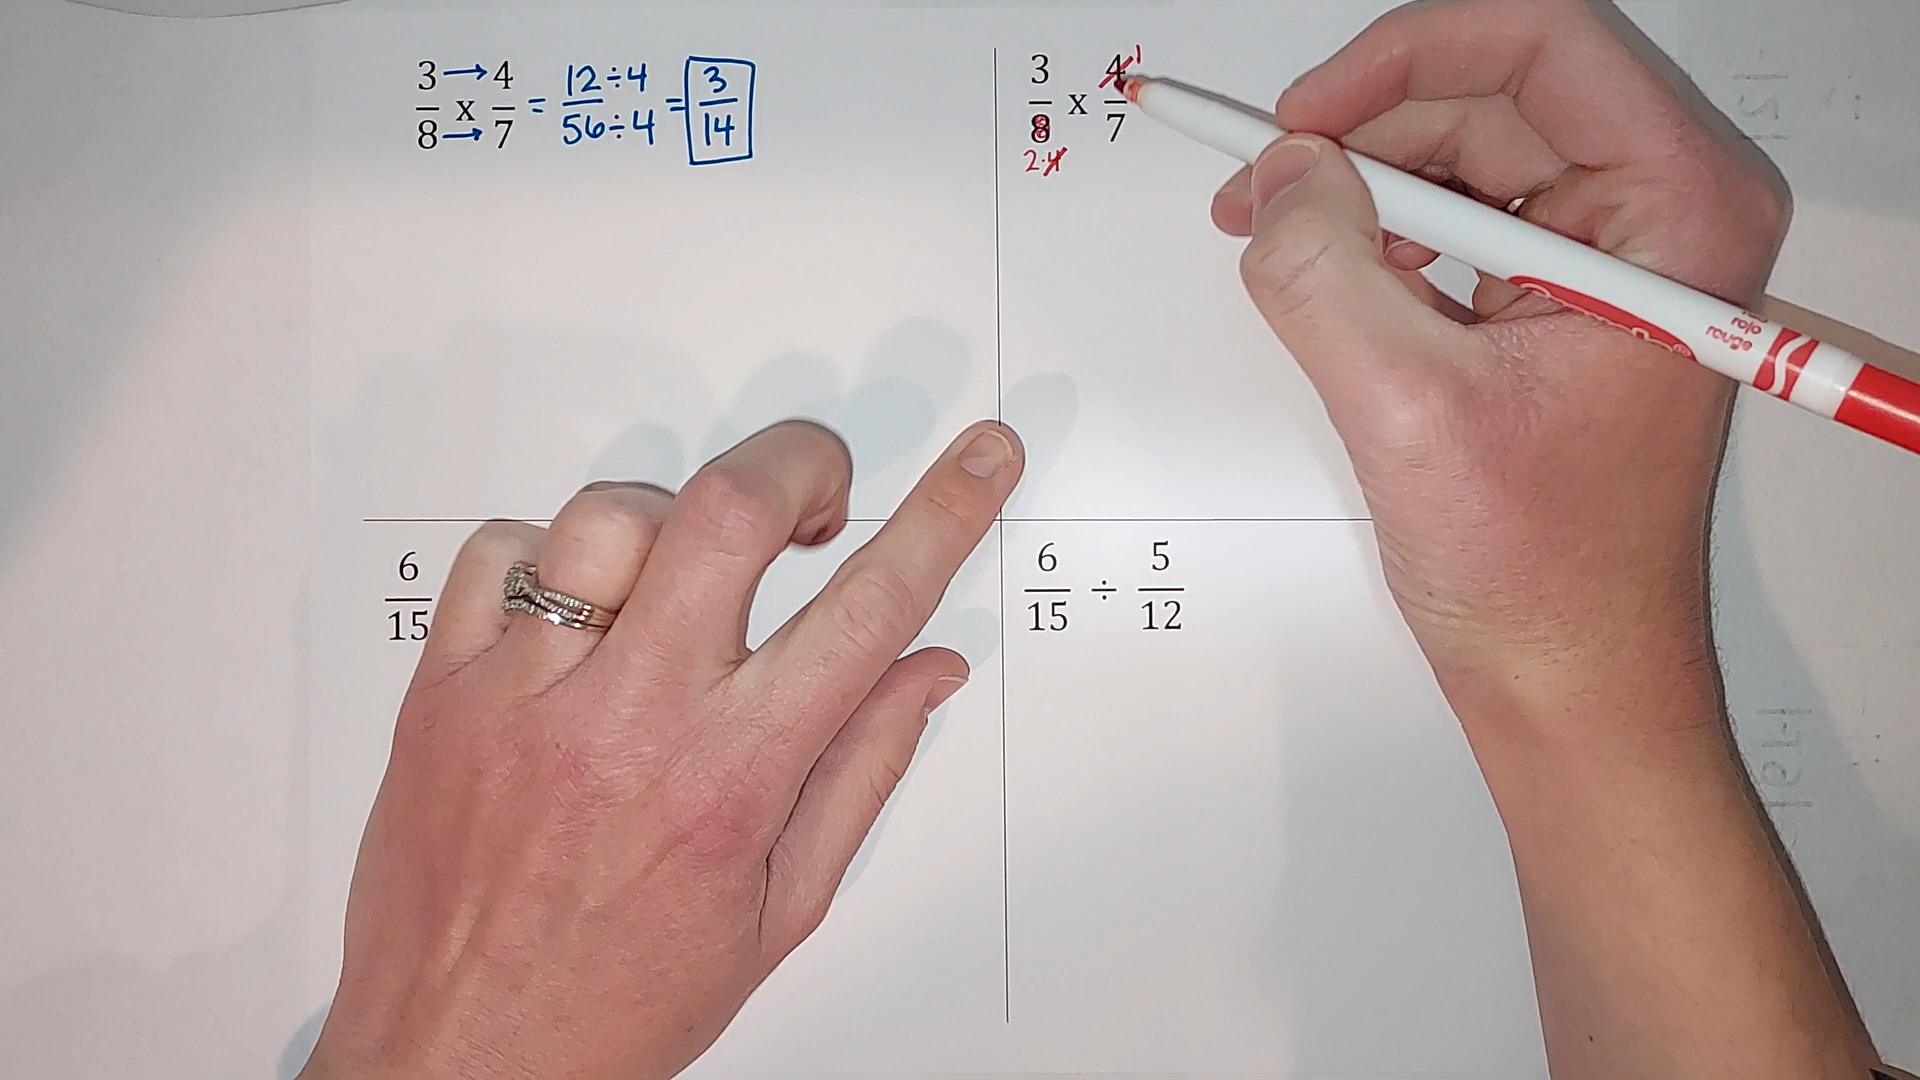 3 → 4 12 ÷ 4 3
— x — = — = —
8 → 7 56 ÷ 4 14
3 4 1
— x —
8 7
2 · 4
rojo
rouge
6
—
15
6 5
— ÷ —
15 12